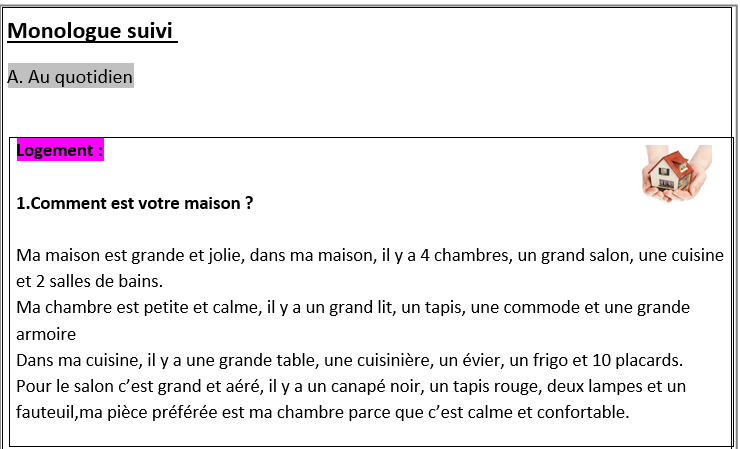 Monologue suivi
A. Au quotidien
Logement :
1.Comment est votre maison ?
Ma maison est grande et jolie, dans ma maison, il y a 4 chambres, un grand salon, une cuisine
et 2 salles de bains.
Ma chambre est petite et calme, il y a un grand lit, un tapis, une commode et une grande
armoire
Dans ma cuisine, il y a une grande table, une cuisinière, un évier, un frigo et 10 placards.
Pour le salon c’est grand et aéré, il y a un canapé noir, un tapis rouge, deux lampes et un
fauteuil,ma pièce préférée est ma chambre parce que c’est calme et confortable.